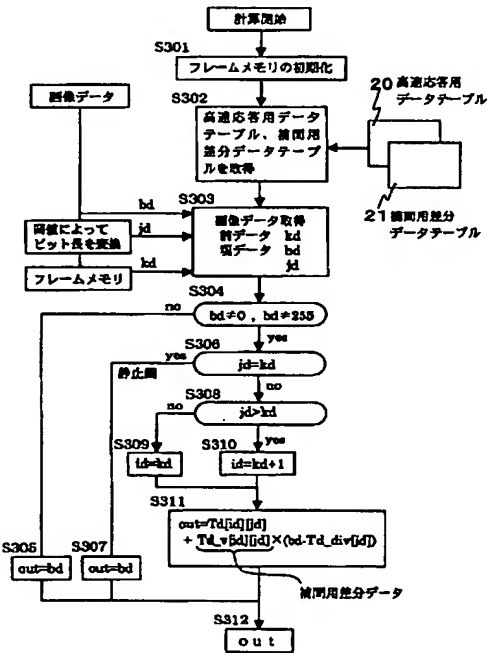 計算開始
S301
フレームメモリの初期化
画像データ
S302
高速応答用データ
テーブル、補間用
差分データテーブ
ルを取得
20 高速応答用
データテーブル
21 補間用差分
データテーブル
S303
bd
閾値によって
ビット長を変換
jd
kd
フレームメモリ
画像データ取得
前データ kd
現データ bd
jd
S304
no
bd≠0 , bd≠255
yes
S306
yes
静止画
jd=kd
no
S308
no
jd>kd
yes
S309
id=kd
S310
id=kd+1
S311
out=Td[id][jd]
+ Td_v[id][jd]×(bd-Td_div[jd])
S305
out=bd
S307
out=bd
補間用差分データ
S312
out